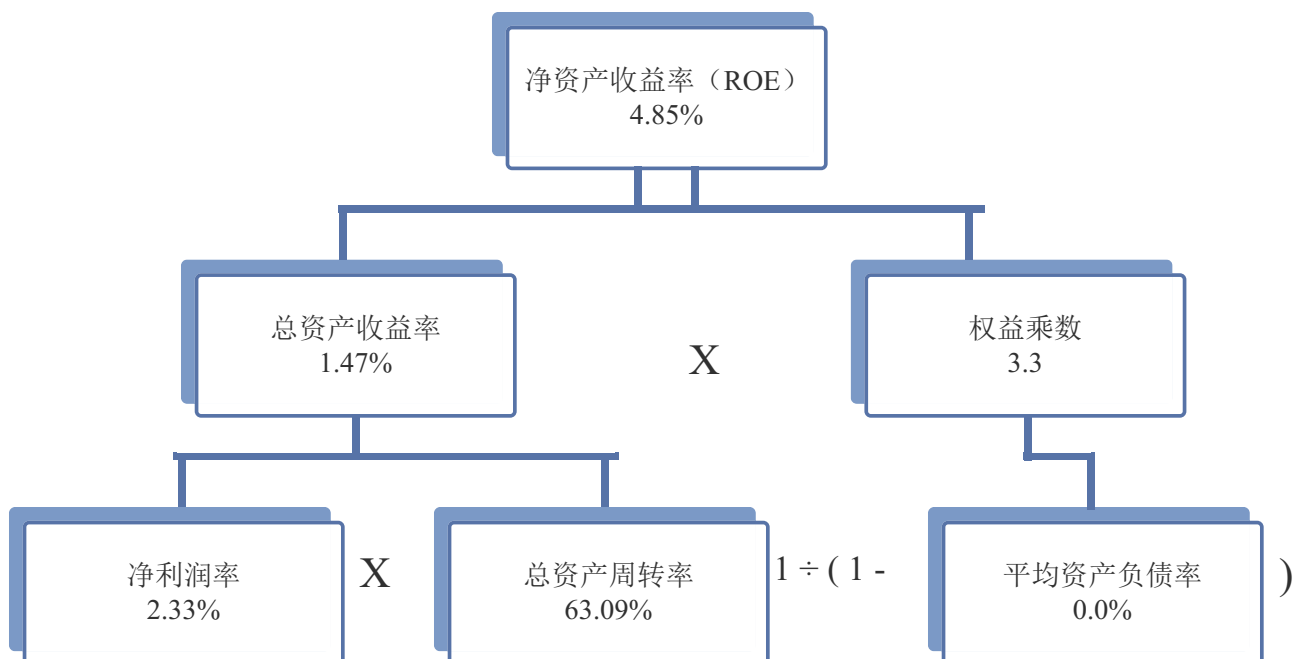 净资产收益率（ROE）
4.85%
总资产收益率
1.47%
X
权益乘数
3.3
净利润率
2.33%
X
总资产周转率
63.09%
1 ÷ ( 1 -
平均资产负债率
0.0%
)